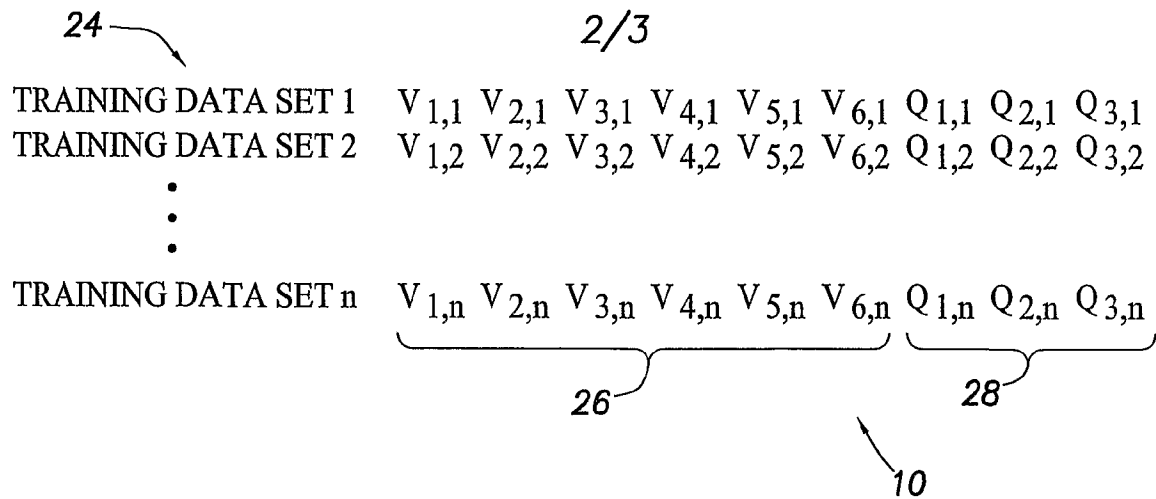 24
2/3
TRAINING DATA SET 1 V1,1 V2,1 V3,1 V4,1 V5,1 V6,1 Q1,1 Q2,1 Q3,1
TRAINING DATA SET 2 V1,2 V2,2 V3,2 V4,2 V5,2 V6,2 Q1,2 Q2,2 Q3,2
TRAINING DATA SET n V1,n V2,n V3,n V4,n V5,n V6,n Q1,n Q2,n Q3,n
26
28
10